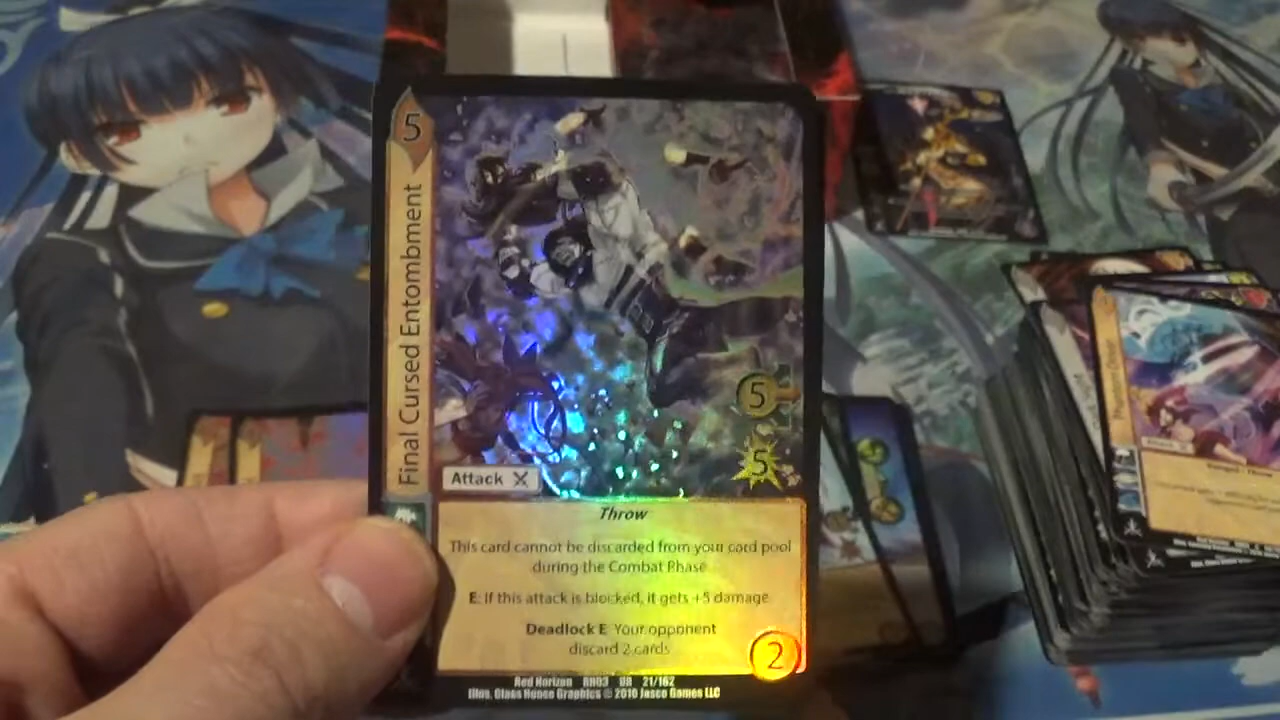 5
Final Cursed Entombment
5
5
Attack
Throw
This card cannot be discarded from your card pool
during the Combat Phase
E: If this attack is blocked, it gets +5 damage.
Deadlock E Your opponent
discard 2 cards
2
Red Horizon RH03 UR 21/162
Illus. Glass House Graphics © 2010 Jasco Games LLC